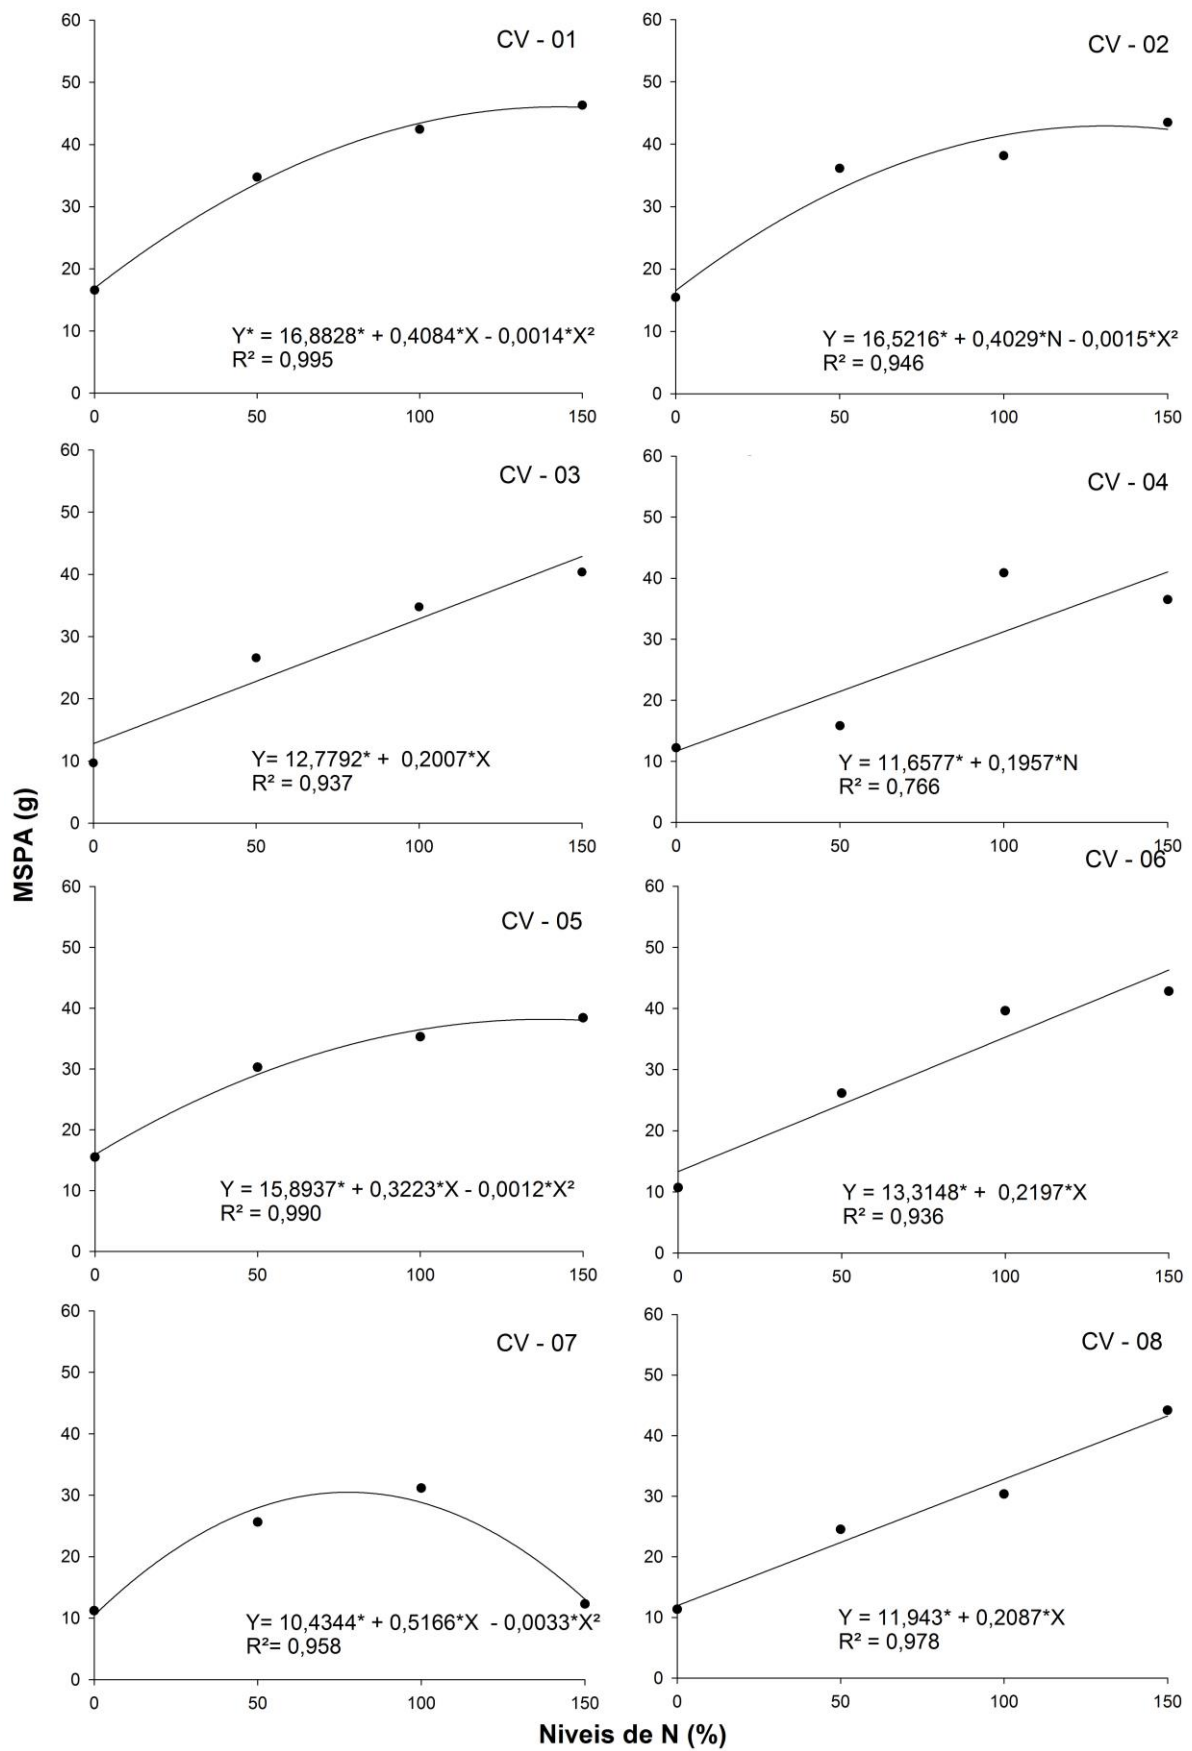 60
50
40
30
20
10
0
0 50 100 150
CV - 01
Y* = 16,8828* + 0,4084*X - 0,0014*X²
R² = 0,995
60
50
40
30
20
10
0
0 50 100 150
CV - 02
Y = 16,5216* + 0,4029*N - 0,0015*X²
R² = 0,946
60
50
40
30
20
10
0
0 50 100 150
CV - 03
Y= 12,7792* + 0,2007*X
R² = 0,937
60
50
40
30
20
10
0
0 50 100 150
CV - 04
Y = 11,6577* + 0,1957*N
R² = 0,766
MSPA (g)
60
50
40
30
20
10
0
0 50 100 150
CV - 05
Y = 15,8937* + 0,3223*X - 0,0012*X²
R² = 0,990
CV - 06
60
50
40
30
20
10
0
0 50 100 150
Y = 13,3148* + 0,2197*X
R² = 0,936
60
50
40
30
20
10
0
0 50 100 150
CV - 07
Y= 10,4344* + 0,5166*X - 0,0033*X²
R²= 0,958
60
50
40
30
20
10
0
0 50 100 150
CV - 08
Y = 11,943* + 0,2087*X
R² = 0,978
Niveis de N (%)